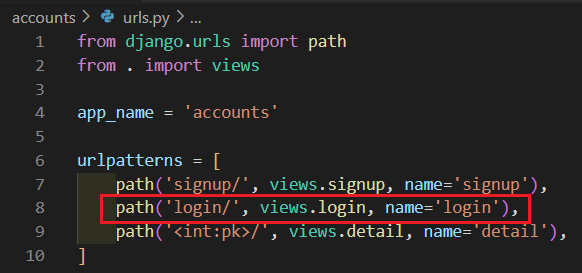 accounts > urls.py > ...
1 from django.urls import path
2 from . import views
3
4 app_name = 'accounts'
5
6 urlpatterns = [
7     path('signup/', views.signup, name='signup'),
8     path('login/', views.login, name='login'),
9     path('<int:pk>/', views.detail, name='detail'),
10 ]